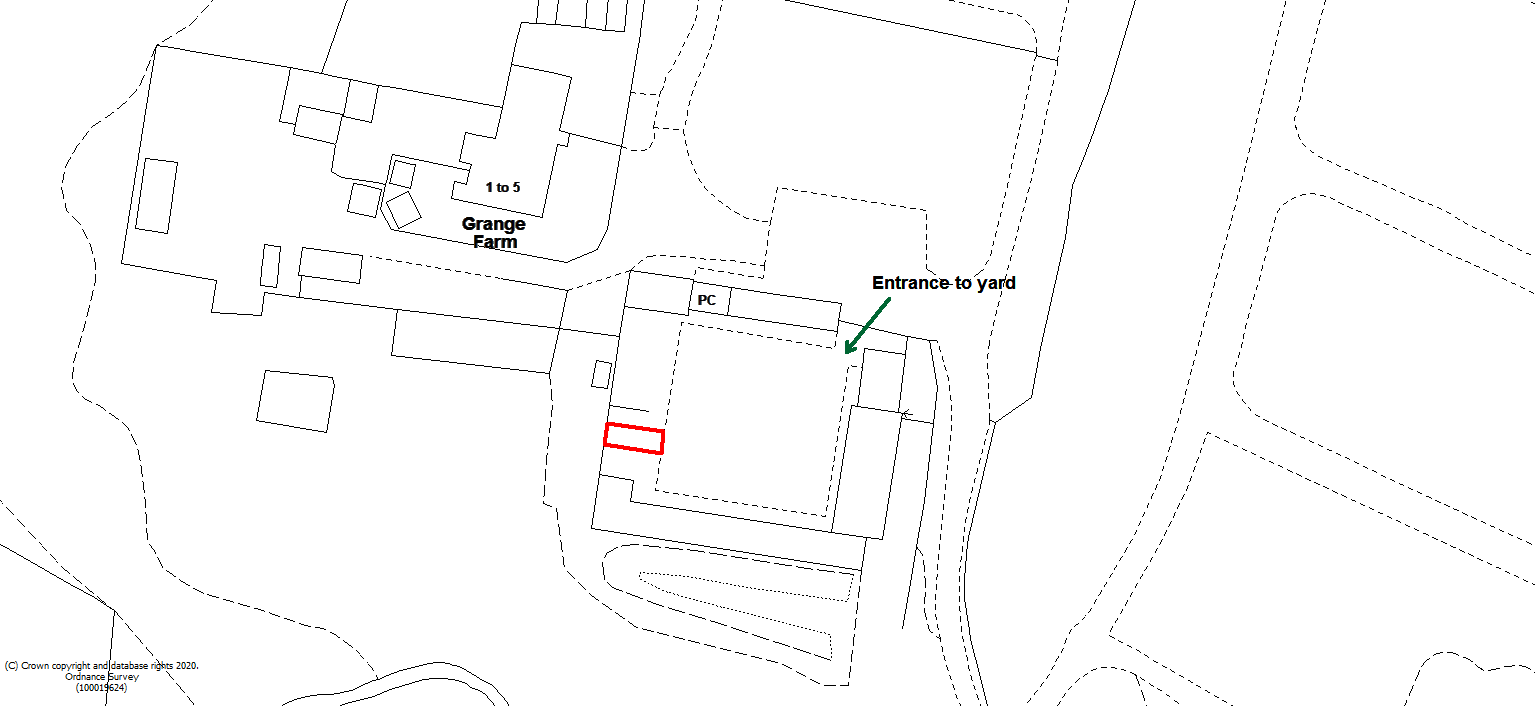 1 to 5
Grange
Farm
Entrance to yard
PC
(C) Crown copyright and database rights 2020.
Ordnance Survey
(100019624)